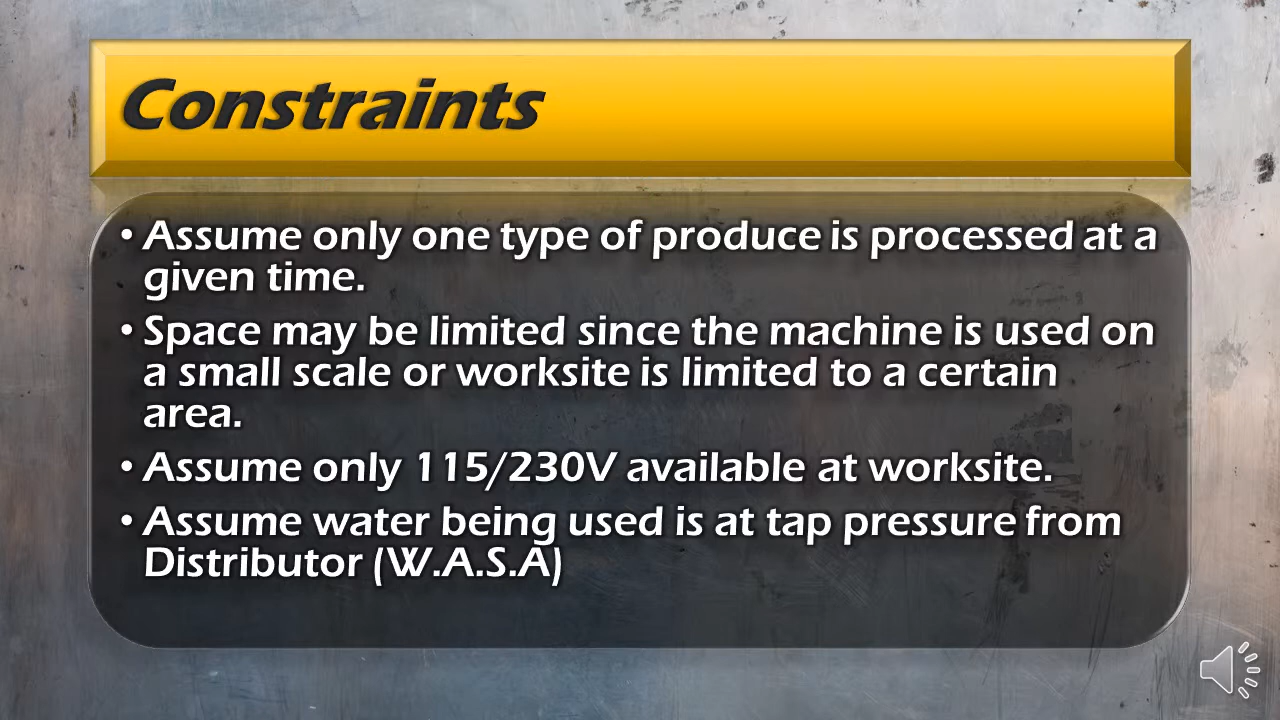 Constraints
• Assume only one type of produce is processed at a
given time.
• Space may be limited since the machine is used on
a small scale or worksite is limited to a certain
area.
• Assume only 115/230V available at worksite.
• Assume water being used is at tap pressure from
Distributor (W.A.S.A)